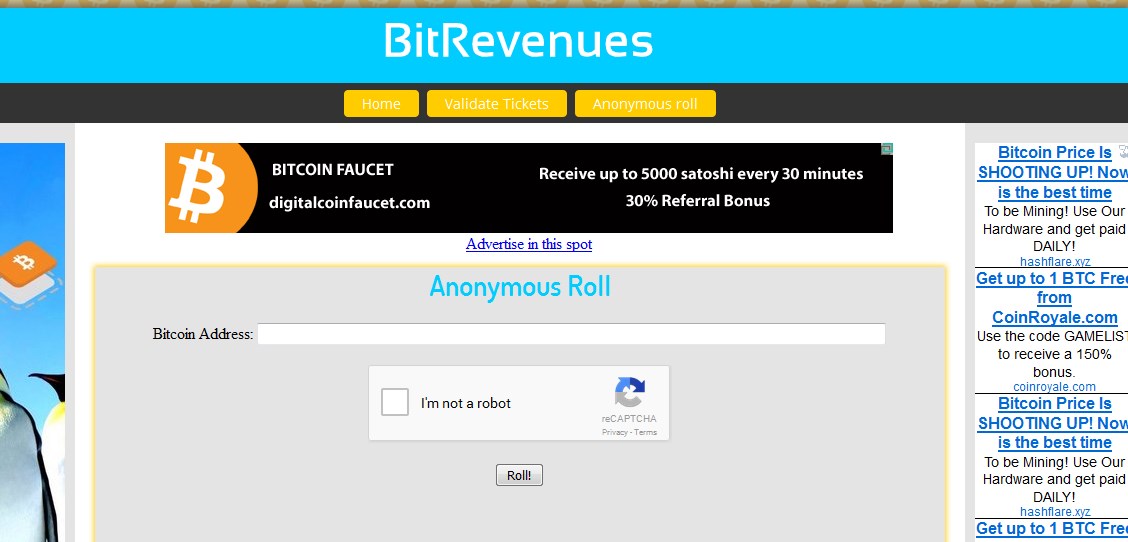 BitRevenues
Home
Validate Tickets
Anonymous roll
BITCOIN FAUCET
digitalcoinfaucet.com
Receive up to 5000 satoshi every 30 minutes
30% Referral Bonus
Advertise in this spot
Anonymous Roll
Bitcoin Address:
I'm not a robot
reCAPTCHA
Privacy - Terms
Roll!
Bitcoin Price Is
SHOOTING UP! Now
is the best time
To be Mining! Use Our
Hardware and get paid
DAILY!
hashflare.xyz
Get up to 1 BTC Free
from
CoinRoyale.com
Use the code GAMELIST
to receive a 150%
bonus.
coinroyale.com
Bitcoin Price Is
SHOOTING UP! Now
is the best time
To be Mining! Use Our
Hardware and get paid
DAILY!
hashflare.xyz
Get up to 1 BTC Free